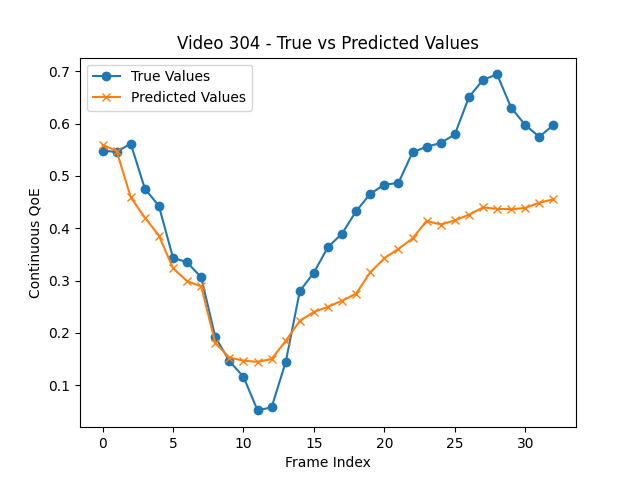 Video 304 - True vs Predicted Values
True Values
Predicted Values
Continuous QoE
0.7
0.6
0.5
0.4
0.3
0.2
0.1
0 5 10 15 20 25 30
Frame Index